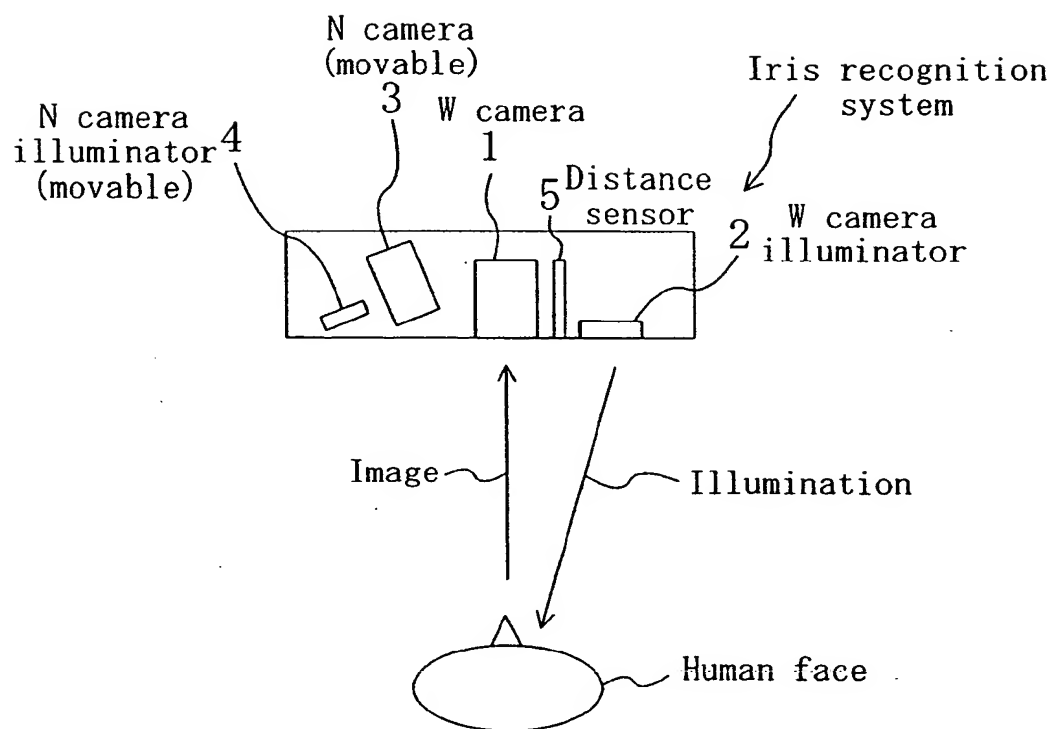 N camera
(movable)
3
W camera
1
Iris recognition
system
N camera
illuminator 4
(movable)
5 Distance
sensor
2 W camera
illuminator
Image
Illumination
Human face